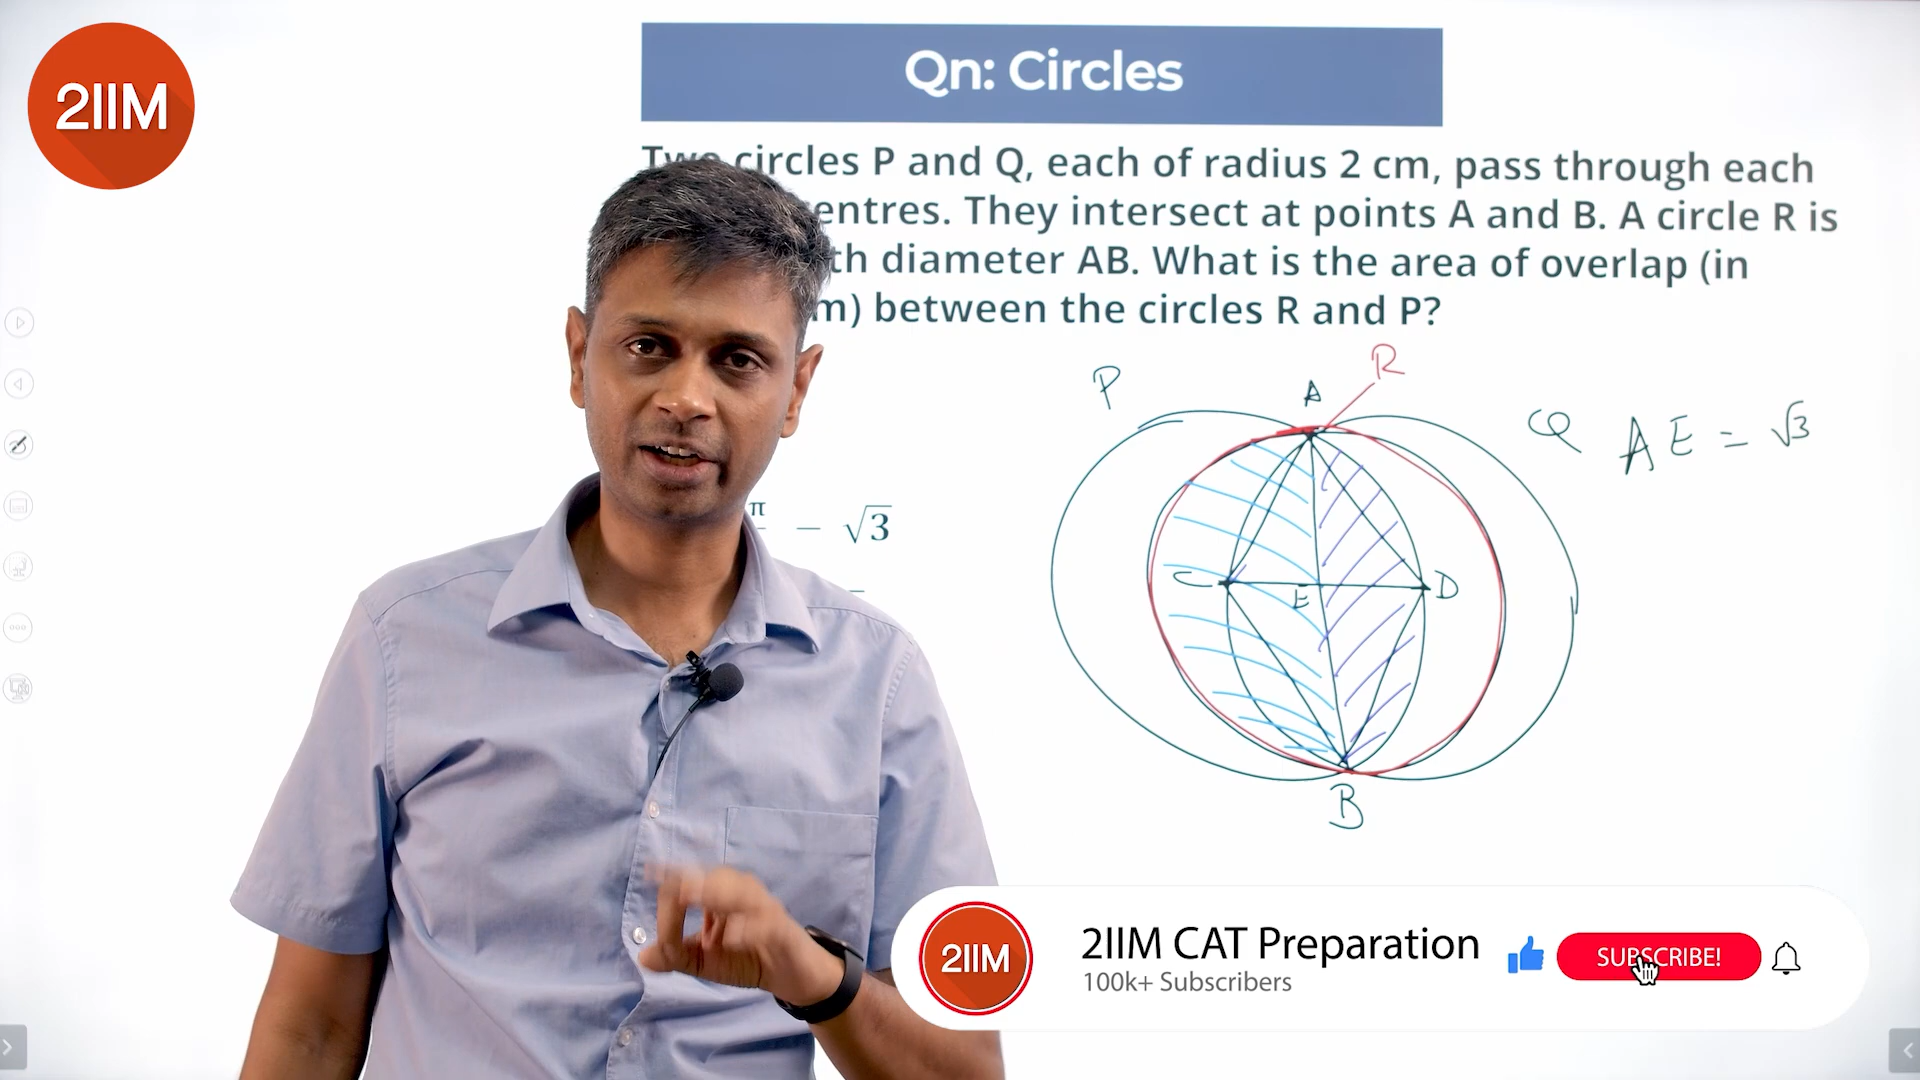 2IIM
Qn: Circles
circles P and Q, each of radius 2 cm, pass through each
They intersect at points A and B. A circle R is
diameter AB. What is the area of overlap (in
between the circles R and P?
P
A
R
Q
AE = √3
π
− √3
C
E
D
B
2IIM
2IIM CAT Preparation
100k+ Subscribers
SUBSCRIBE!